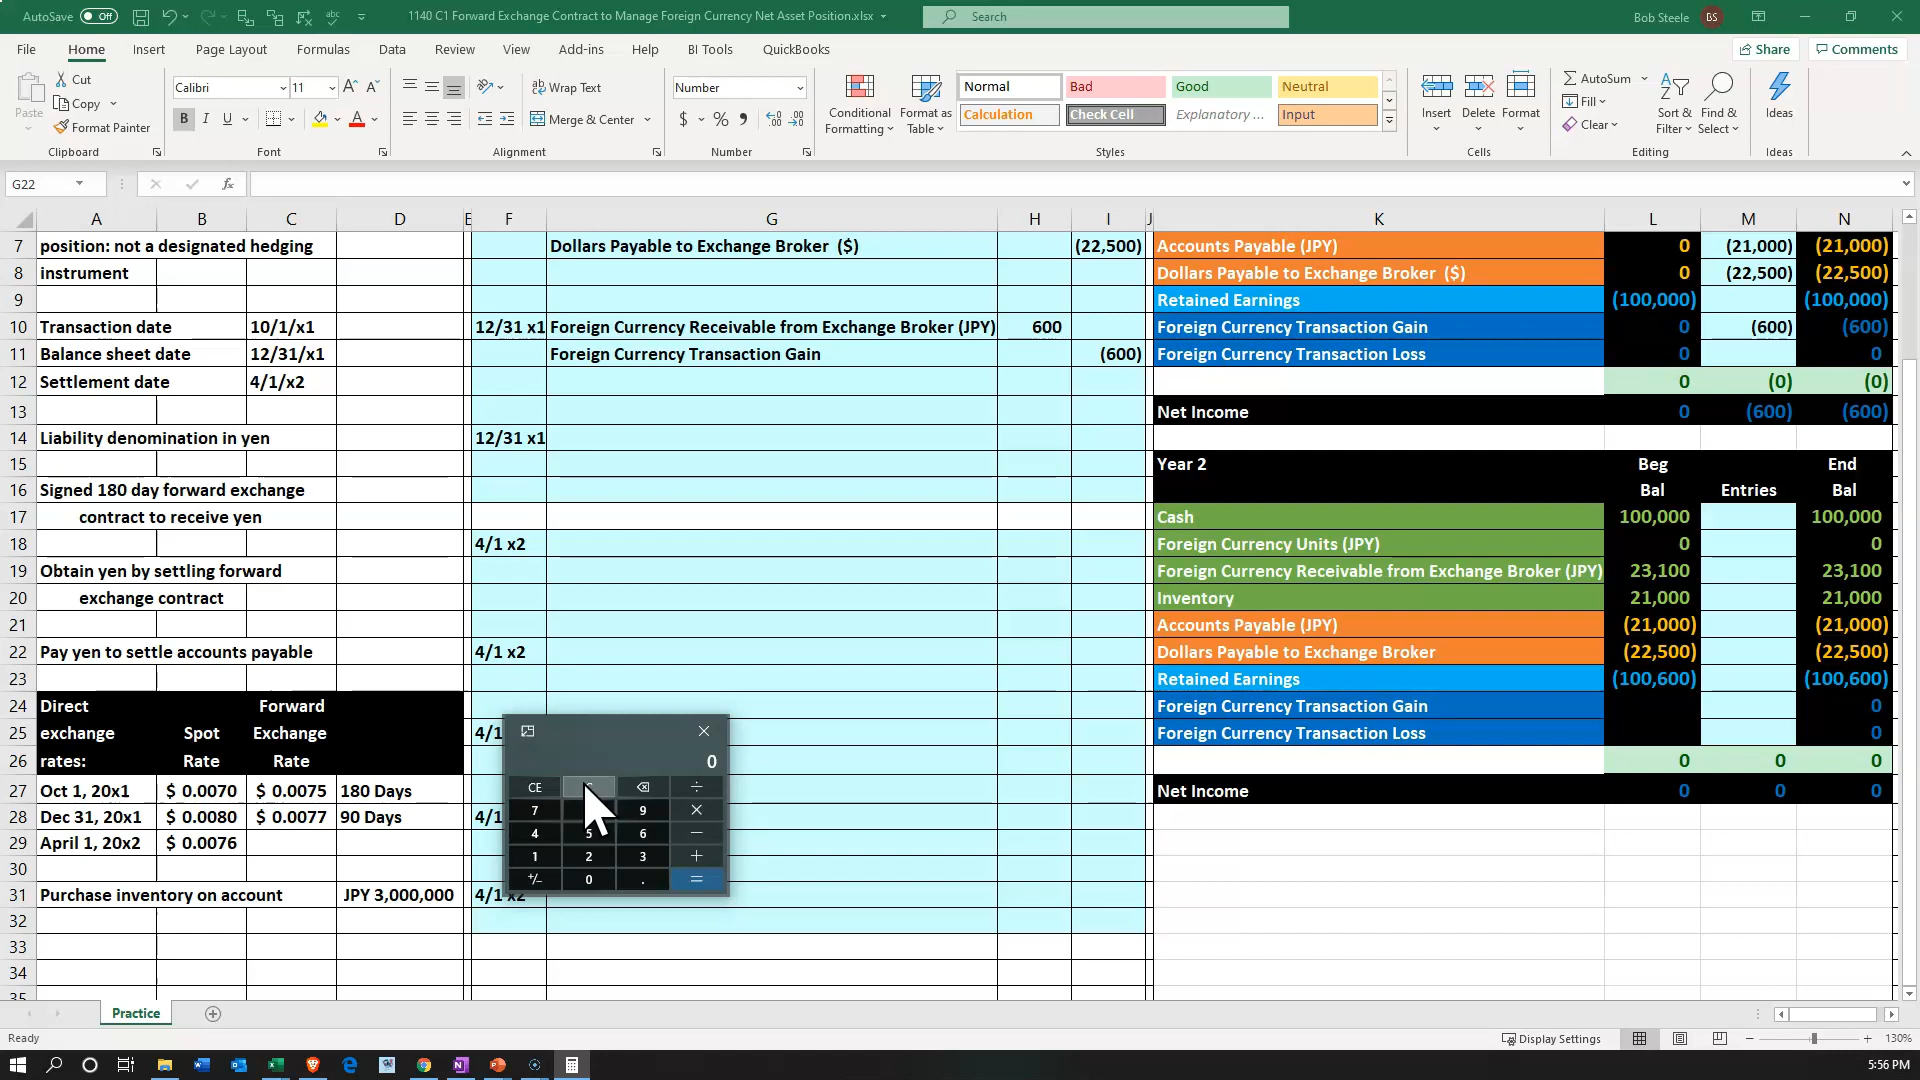 AutoSave Off 1140 C1 Forward Exchange Contract to Manage Foreign Currency Net Asset Position.xlsx Search Bob Steele BS
File Home Insert Page Layout Formulas Data Review View Add-ins Help BI Tools QuickBooks Share Comments
Paste Cut Copy Format Painter
Calibri 11 B I U A
Wrap Text Merge & Center
Number $ % 9
Conditional Formatting Format as Table
Normal Bad Good Neutral
Calculation Check Cell Explanatory ... Input
Insert Delete Format
AutoSum Fill Clear Sort & Filter Find & Select Ideas
Clipboard Font Alignment Number Styles Cells Editing Ideas
G22 fx
A B C D E F G H I J K L M N
7 position: not a designated hedging Dollars Payable to Exchange Broker ($) (22,500) Accounts Payable (JPY) 0 (21,000) (21,000)
8 instrument Dollars Payable to Exchange Broker ($) 0 (22,500) (22,500)
9 Retained Earnings (100,000) (100,000)
10 Transaction date 10/1/x1 12/31 x1 Foreign Currency Receivable from Exchange Broker (JPY) 600 Foreign Currency Transaction Gain 0 (600) (600)
11 Balance sheet date 12/31/x1 Foreign Currency Transaction Gain (600) Foreign Currency Transaction Loss 0 0
12 Settlement date 4/1/x2 0 (0) (0)
13 Net Income 0 (600) (600)
14 Liability denomination in yen 12/31 x1
15 Year 2 Beg End
16 Signed 180 day forward exchange Bal Entries Bal
17 contract to receive yen Cash 100,000 100,000
18 4/1 x2 Foreign Currency Units (JPY) 0 0
19 Obtain yen by settling forward Foreign Currency Receivable from Exchange Broker (JPY) 23,100 23,100
20 exchange contract Inventory 21,000 21,000
21 Accounts Payable (JPY) (21,000) (21,000)
22 Pay yen to settle accounts payable 4/1 x2 Dollars Payable to Exchange Broker (22,500) (22,500)
23 Retained Earnings (100,600) (100,600)
24 Direct Forward Foreign Currency Transaction Gain 0
25 exchange Spot Exchange 4/1 Foreign Currency Transaction Loss 0
26 rates: Rate Rate 0 0 0
27 Oct 1, 20x1 $ 0.0070 $ 0.0075 180 Days Net Income 0 0 0
28 Dec 31, 20x1 $ 0.0080 $ 0.0077 90 Days 4/1
29 April 1, 20x2 $ 0.0076
30
31 Purchase inventory on account JPY 3,000,000 4/1 x2
32
33
34
35
0
CE ÷
7 9 ×
4 5 6 −
1 2 3 +
+/− 0 . =
Practice
Ready Display Settings 130%
5:56 PM